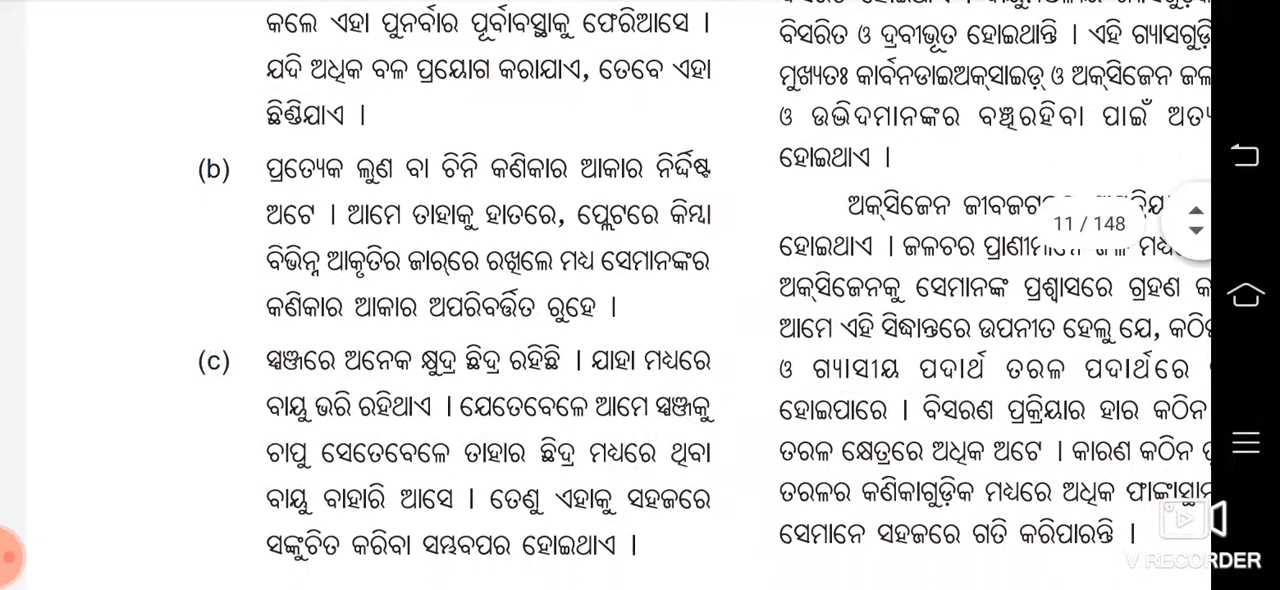 କଲେ ଏହା ପୁନର୍ବାର ପୂର୍ବାବସ୍ଥାକୁ ଫେରିଆସେ ।
ଯଦି ଅଧିକ ବଳ ପ୍ରୟୋଗ କରାଯାଏ, ତେବେ ଏହା
ଛିଣ୍ଡିଯାଏ ।
(b) ପ୍ରତ୍ୟେକ ଲୁଣ ବା ଚିନି କଣିକାର ଆକାର ନିର୍ଦ୍ଦିଷ୍ଟ
ଅଟେ । ଆମେ ତାହାକୁ ହାତରେ, ପ୍ଲେଟରେ କିମ୍ବା
ବିଭିନ୍ନ ଆକୃତିର ଜାର୍‌ରେ ରଖିଲେ ମଧ୍ୟ ସେମାନଙ୍କର
କଣିକାର ଆକାର ଅପରିବର୍ତ୍ତିତ ରୁହେ ।
(c) ସ୍ପଞ୍ଜରେ ଅନେକ କ୍ଷୁଦ୍ର ଛିଦ୍ର ରହିଛି । ଯାହା ମଧ୍ୟରେ
ବାୟୁ ଭରି ରହିଥାଏ । ଯେତେବେଳେ ଆମେ ସ୍ପଞ୍ଜକୁ
ଚାପୁ ସେତେବେଳେ ତାହାର ଛିଦ୍ର ମଧ୍ୟରେ ଥିବା
ବାୟୁ ବାହାରି ଆସେ । ତେଣୁ ଏହାକୁ ସହଜରେ
ସଙ୍କୁଚିତ କରିବା ସମ୍ଭବପର ହୋଇଥାଏ ।
ବିସରିତ ଓ ଦ୍ରବୀଭୂତ ହୋଇଥାନ୍ତି । ଏହି ଗ୍ୟାସଗୁଡ଼ି
ମୁଖ୍ୟତଃ କାର୍ବନଡାଇଅକ୍‌ସାଇଡ୍ ଓ ଅକ୍‌ସିଜେନ ଜଳ
ଓ ଉଦ୍ଭିଦମାନଙ୍କର ବଞ୍ଚିରହିବା ପାଇଁ ଅତ୍ୟ
ହୋଇଥାଏ ।
ଅକ୍‌ସିଜେନ
ହୋଇଥାଏ । ଜଳଚର
ଅକ୍‌ସିଜେନକୁ ସେମାନଙ୍କ ପ୍ରଶ୍ୱାସରେ ଗ୍ରହଣ କ
ଆମେ ଏହି ସିଦ୍ଧାନ୍ତରେ ଉପନୀତ ହେଲୁ ଯେ, କଠି
ଓ ଗ୍ୟାସୀୟ ପଦାର୍ଥ ତରଳ ପଦାର୍ଥରେ
ହୋଇପାରେ । ବିସରଣ ପ୍ରକ୍ରିୟାର ହାର କଠିନ
ତରଳ କ୍ଷେତ୍ରରେ ଅଧିକ ଅଟେ । କାରଣ କଠିନ
ତରଳର କଣିକାଗୁଡ଼ିକ ମଧ୍ୟରେ ଅଧିକ ଫାଙ୍କାସ୍ଥାନ
ସେମାନେ ସହଜରେ ଗତି କରିପାରନ୍ତି ।
11 / 148
V RECORDER